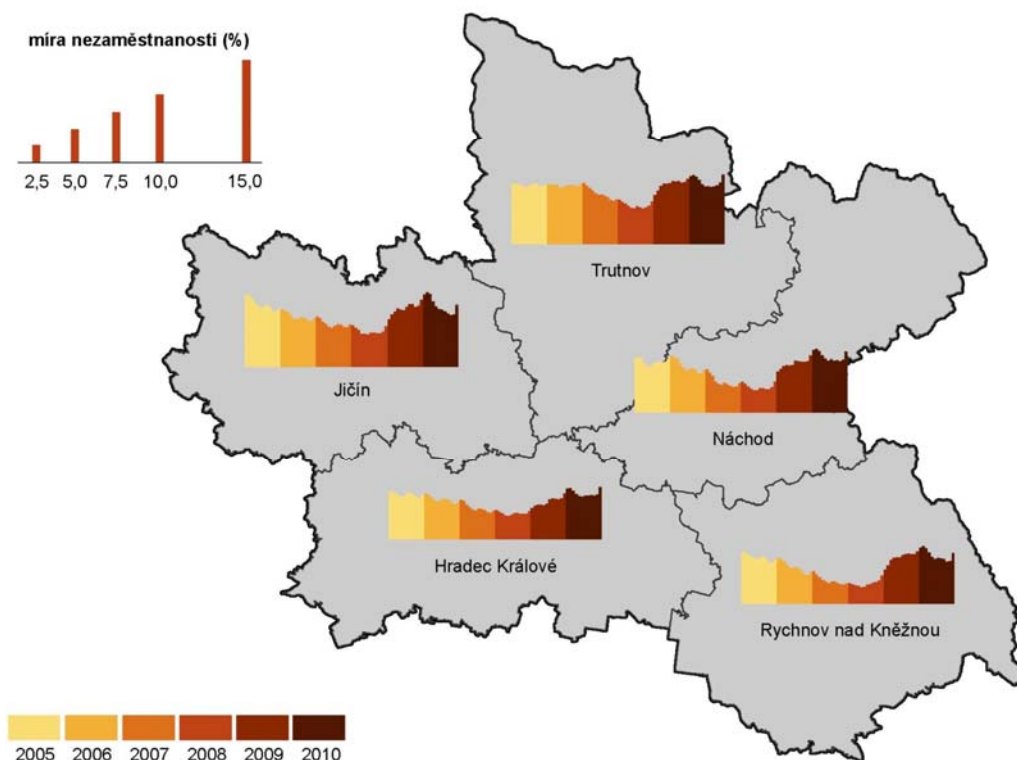 míra nezaměstnanosti (%)
2,5 5,0 7,5 10,0 15,0
Trutnov
Jičín
Náchod
Hradec Králové
Rychnov nad Kněžnou
2005 2006 2007 2008 2009 2010